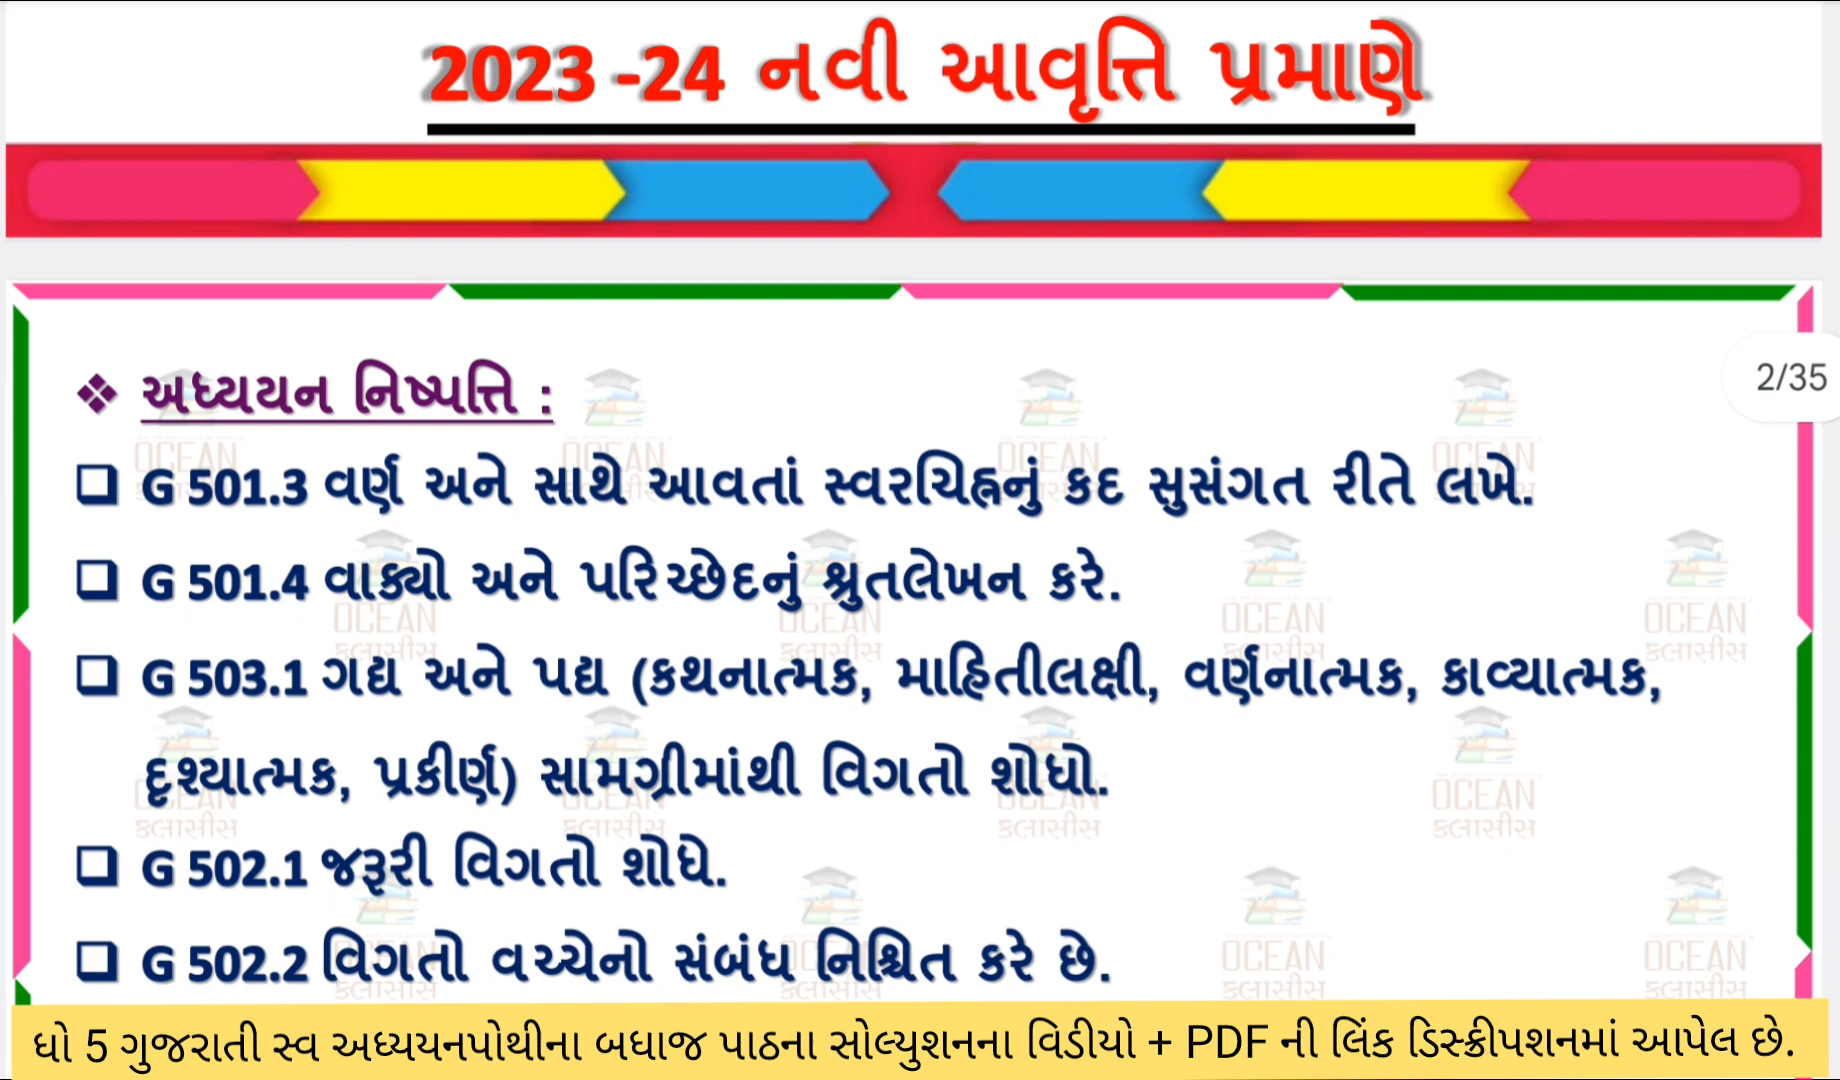 2023 -24 નવી આવૃત્તિ પ્રમાણે
2/35
❖ અધ્યયન નિષ્પત્તિ :
❑ G 501.3 વર્ણ અને સાથે આવતાં સ્વરચિહ્નનું કદ સુસંગત રીતે લખે.
❑ G 501.4 વાક્યો અને પરિચ્છેદનું શ્રુતલેખન કરે.
❑ G 503.1 ગદ્ય અને પદ્ય (કથનાત્મક, માહિતીલક્ષી, વર્ણનાત્મક, કાવ્યાત્મક,
દૃશ્યાત્મક, પ્રકીર્ણ) સામગ્રીમાંથી વિગતો શોધો.
❑ G 502.1 જરૂરી વિગતો શોધે.
❑ G 502.2 વિગતો વચ્ચેનો સંબંધ નિશ્ચિત કરે છે.
OCEAN
ક્લાસીસ
ધો 5 ગુજરાતી સ્વ અધ્યયનપોથીના બધાજ પાઠના સોલ્યુશનના વિડીયો + PDF ની લિંક ડિસ્ક્રીપશનમાં આપેલ છે.